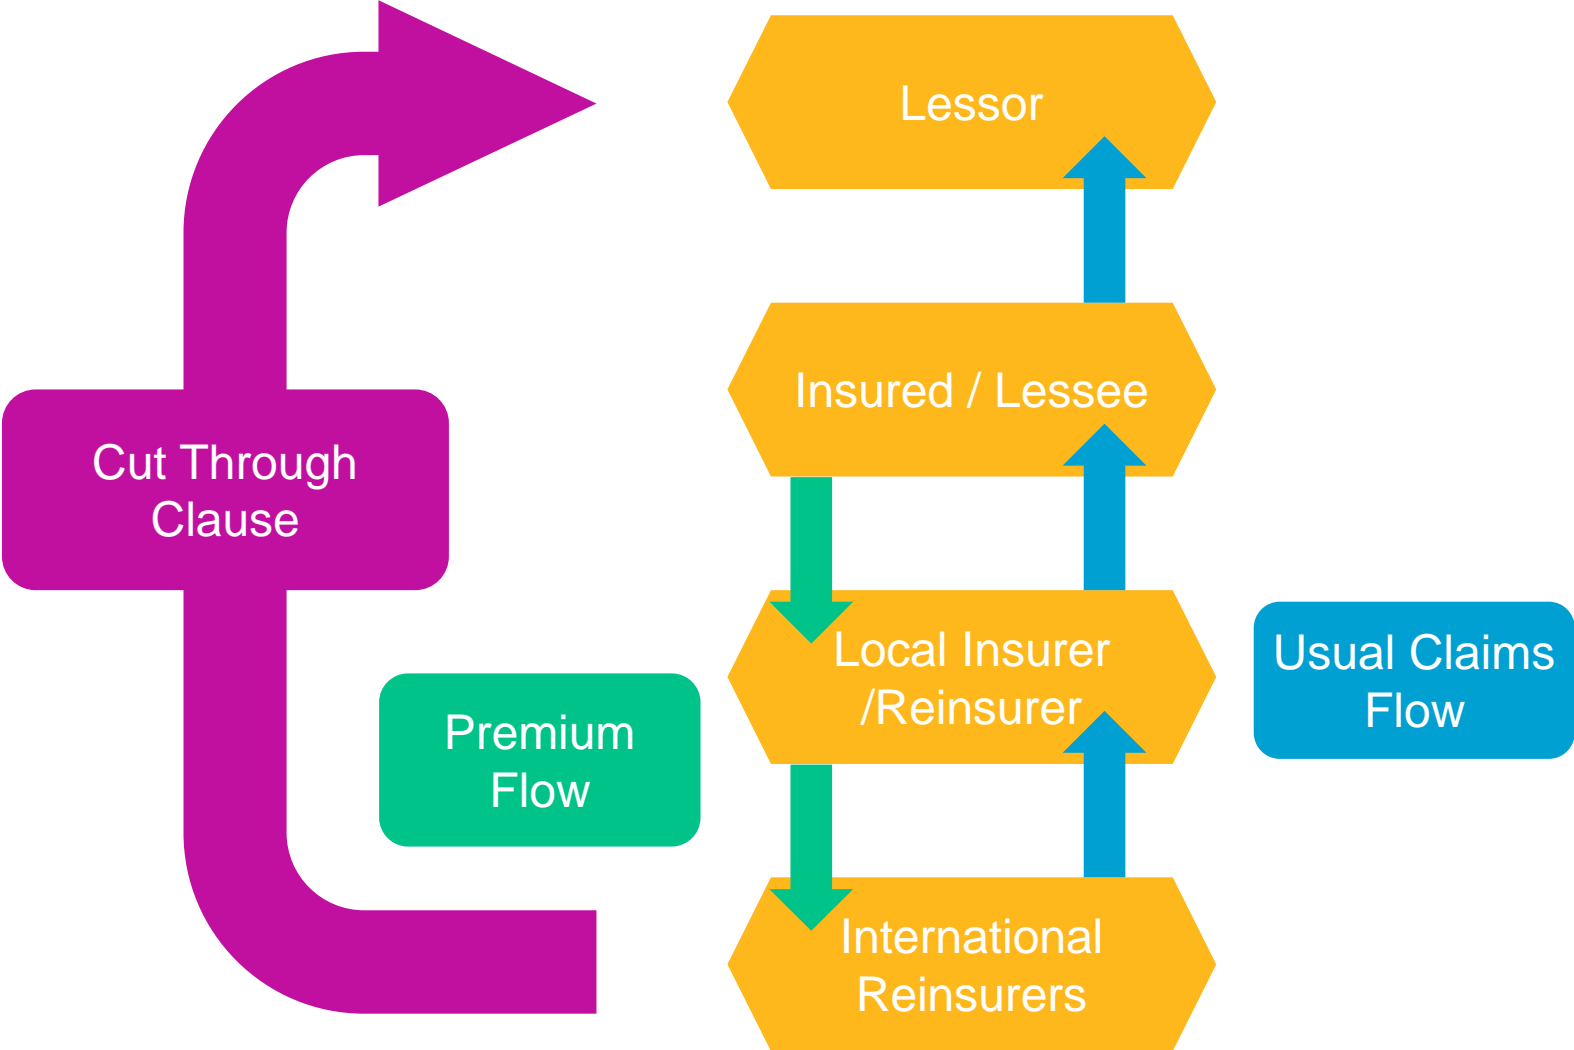 Lessor
Insured / Lessee
Cut Through
Clause
Local Insurer
/Reinsurer
Usual Claims
Flow
Premium
Flow
International
Reinsurers